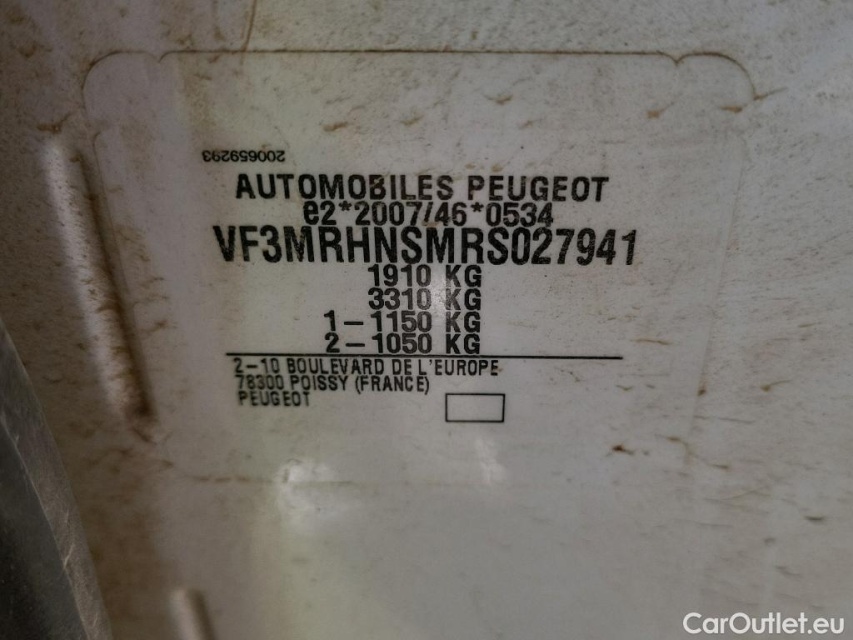 200659293
AUTOMOBILES PEUGEOT
e2*2007/46*0534
VF3MRHNSMRS027941
1910 KG
3310 KG
1-1150 KG
2-1050 KG
2-10 BOULEVARD DE L'EUROPE
78300 POISSY (FRANCE)
PEUGEOT
CarOutlet.eu